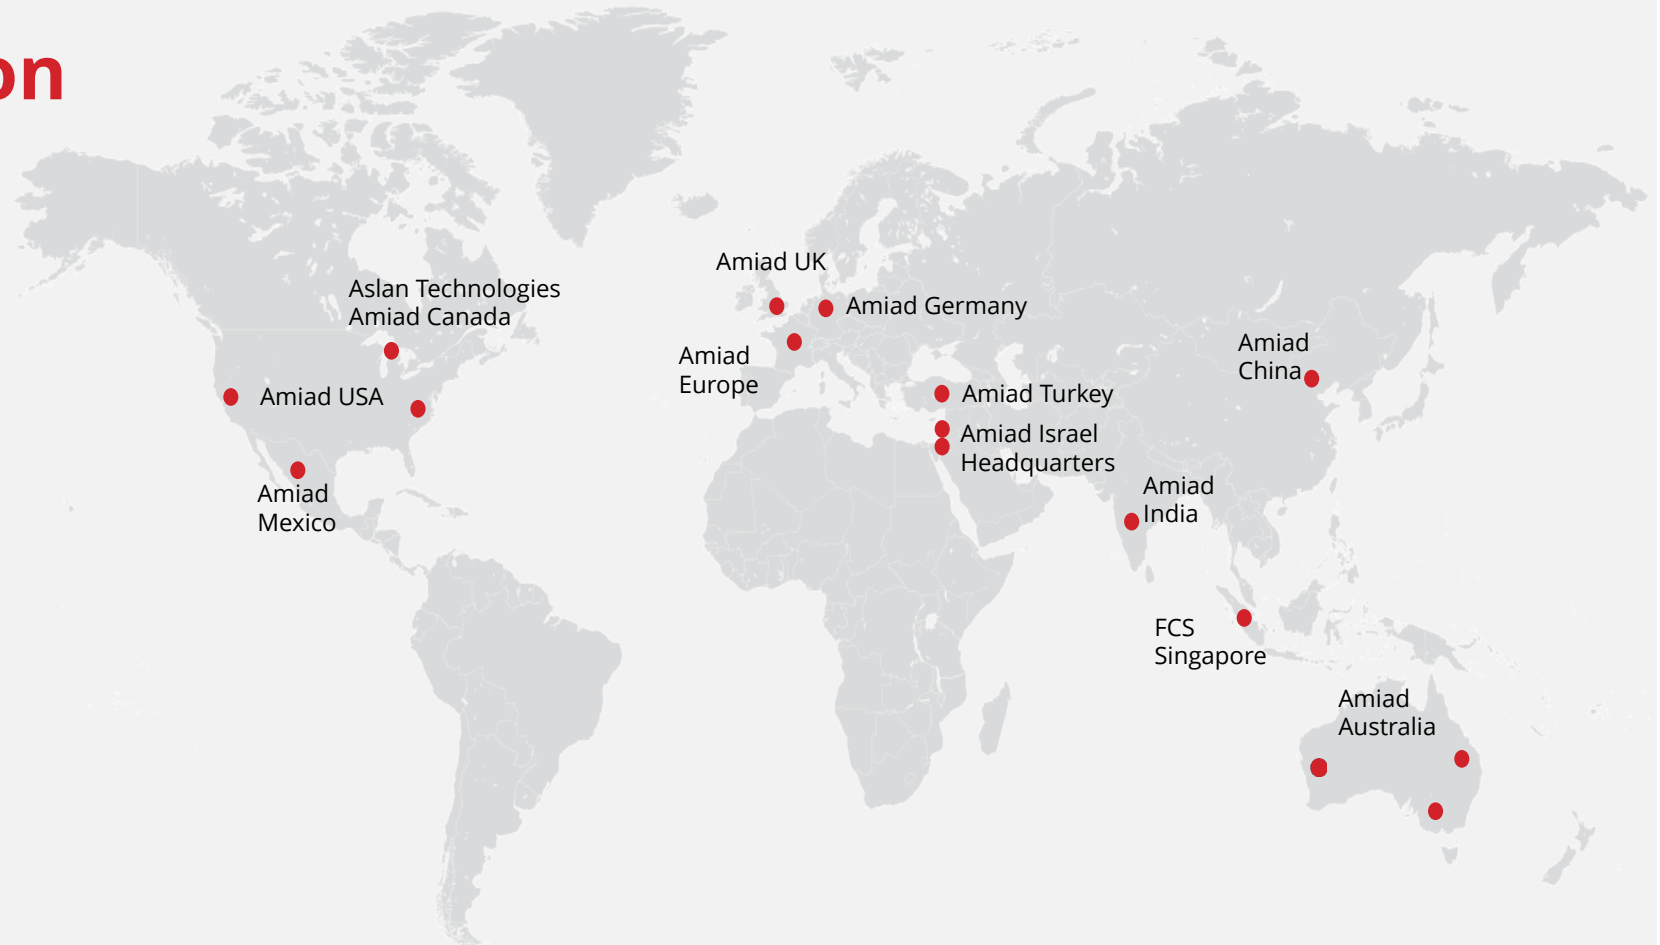 on
Amiad UK
Aslan Technologies
Amiad Canada
Amiad Germany
Amiad
China
Amiad
Europe
Amiad USA
Amiad Turkey
Amiad Israel
Headquarters
Amiad
Mexico
Amiad
India
FCS
Singapore
Amiad
Australia